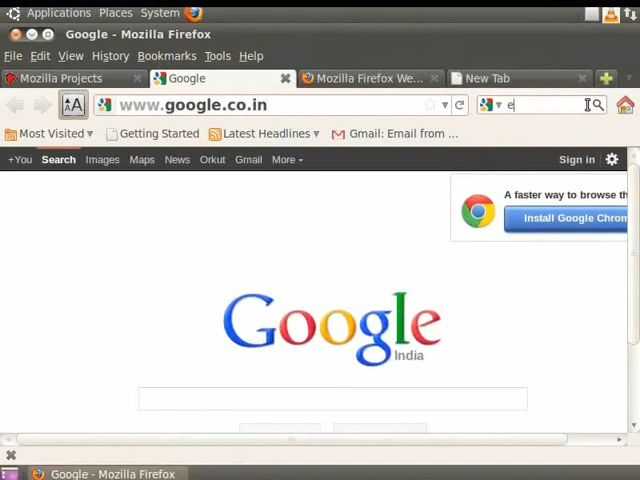 Applications Places System
Google - Mozilla Firefox
File Edit View History Bookmarks Tools Help
Mozilla Projects Google Mozilla Firefox We... New Tab
A A www.google.co.in e
Most Visited Getting Started Latest Headlines Gmail: Email from ...
+You Search Images Maps News Orkut Gmail More Sign in
A faster way to browse th
Install Google Chrom
Google
India
Google - Mozilla Firefox